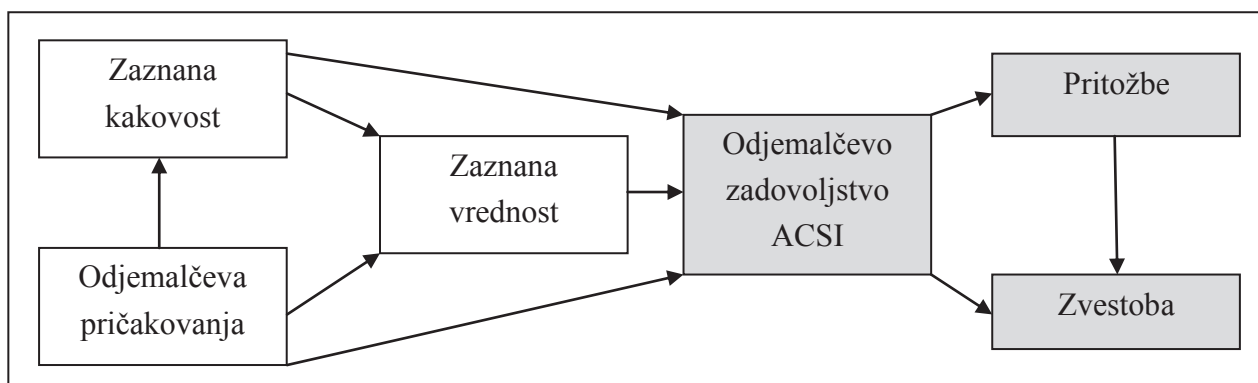 Zaznana
kakovost
Odjemalčeva
pričakovanja
Zaznana
vrednost
Odjemalčevo
zadovoljstvo
ACSI
Pritožbe
Zvestoba